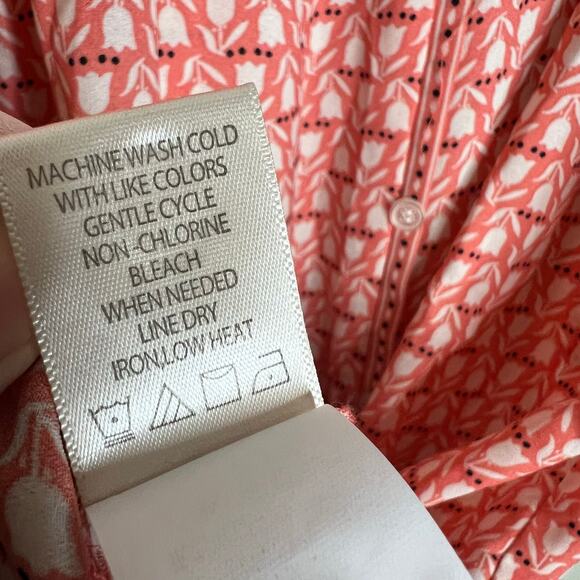 MACHINE WASH COLD
WITH LIKE COLORS
GENTLE CYCLE
NON-CHLORINE
BLEACH
WHEN NEEDED
LINE DRY
IRON,LOW HEAT